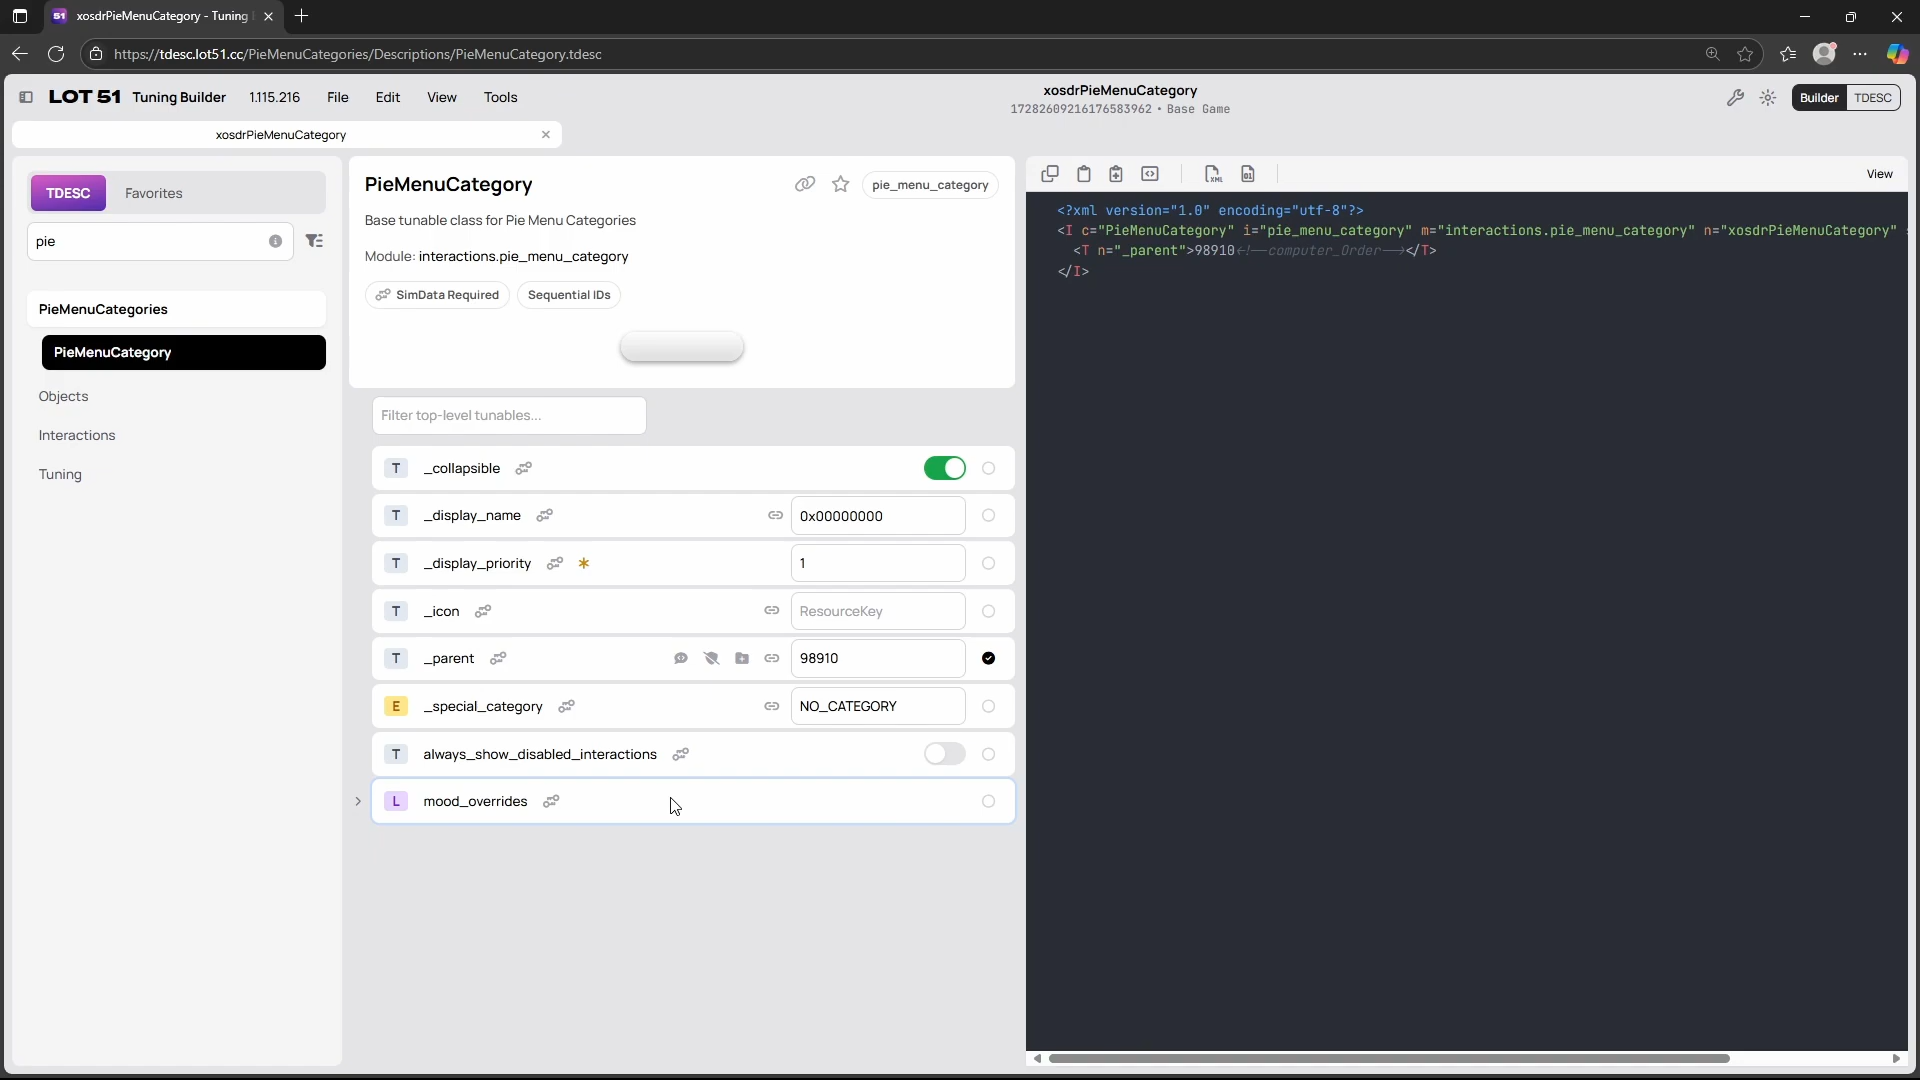 xosdrPieMenuCategory - Tuning
https://tdesc.lot51.cc/PieMenuCategories/Descriptions/PieMenuCategory.tdesc
LOT 51 Tuning Builder 1.115.216 File Edit View Tools
xosdrPieMenuCategory
17282609216176583962 • Base Game
Builder TDESC
xosdrPieMenuCategory
TDESC Favorites
pie
PieMenuCategories
PieMenuCategory
Objects
Interactions
Tuning
PieMenuCategory
pie_menu_category
Base tunable class for Pie Menu Categories
Module: interactions.pie_menu_category
SimData Required Sequential IDs
Filter top-level tunables...
T _collapsible
T _display_name 0x00000000
T _display_priority * 1
T _icon ResourceKey
T _parent 98910
E _special_category NO_CATEGORY
T always_show_disabled_interactions
L mood_overrides
View
<?xml version="1.0" encoding="utf-8"?>
<I c="PieMenuCategory" i="pie_menu_category" m="interactions.pie_menu_category" n="xosdrPieMenuCategory"
<T n="_parent">98910<!--computer_Order--></T>
</I>